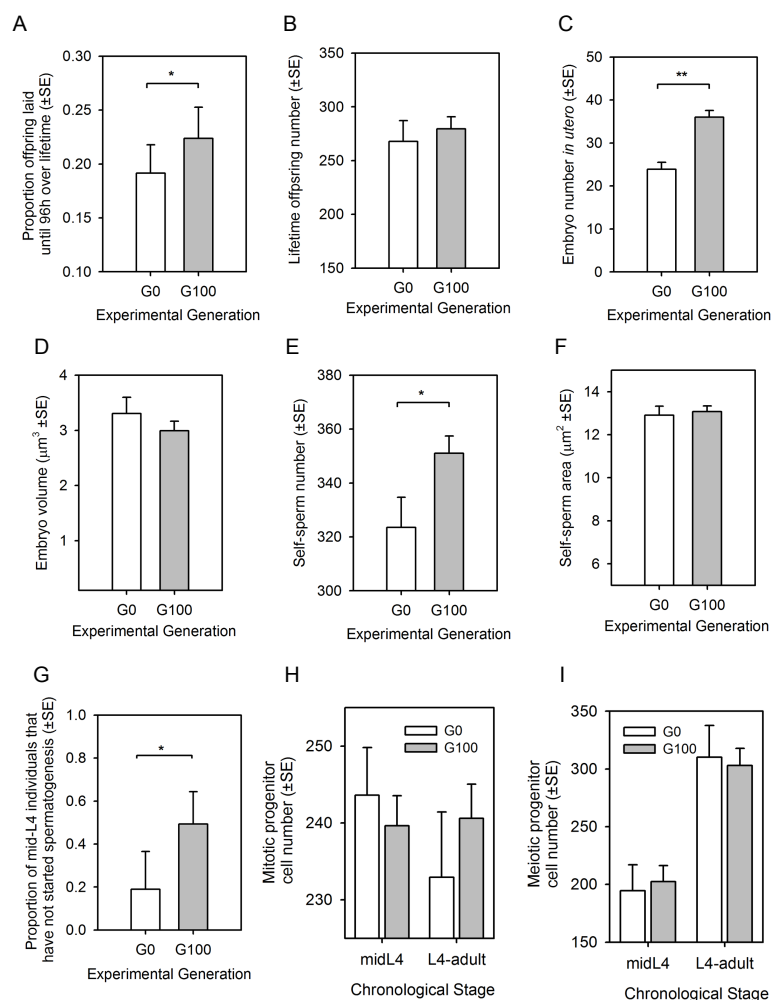 A
Proportion offpring laid
until 96h over lifetime (±SE)
0.30
0.25
0.20
0.15
0.10
*
G0 G100
Experimental Generation
B
Lifetime offpsring number (±SE)
350
300
250
200
150
G0 G100
Experimental Generation
C
Embryo number in utero (±SE)
50
40
30
20
10
0
**
G0 G100
Experimental Generation
D
Embryo volume (µm³ ±SE)
4
3
2
1
G0 G100
Experimental Generation
E
Self-sperm number (±SE)
380
360
340
320
300
*
G0 G100
Experimental Generation
F
Self-sperm area (µm² ±SE)
14
12
10
8
6
G0 G100
Experimental Generation
G
Proportion of mid-L4 individuals that
have not started spermatogenesis (±SE)
1.0
0.8
0.6
0.4
0.2
0.0
*
G0 G100
Experimental Generation
H
Mitotic progenitor
cell number (±SE)
250
240
230
G0
G100
midL4 L4-adult
Chronological Stage
I
Meiotic progenitor
cell number (±SE)
350
300
250
200
150
G0
G100
midL4 L4-adult
Chronological Stage